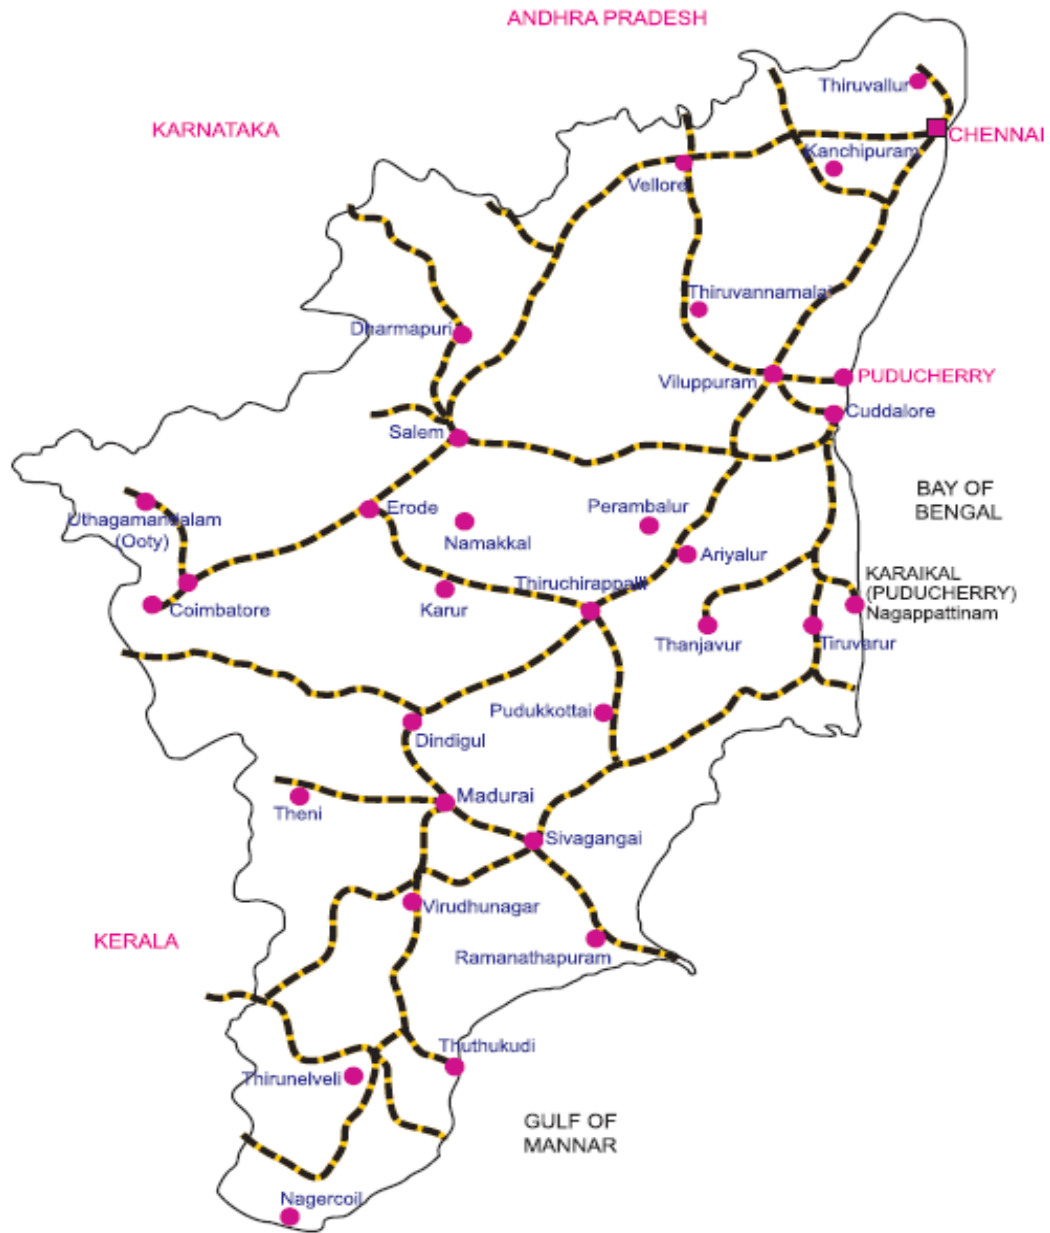 ANDHRA PRADESH
Thiruvallur
KARNATAKA
CHENNAI
Kanchipuram
Vellore
Thiruvannamalai
Dharmapuri
Viluppuram
PUDUCHERRY
Cuddalore
Salem
BAY OF
BENGAL
Uthagamandalam
(Ooty)
Erode
Namakkal
Perambalur
Ariyalur
Thiruchirappalli
KARAIKAL
(PUDUCHERRY)
Nagappattinam
Coimbatore
Karur
Thanjavur
Tiruvarur
Pudukkottai
Dindigul
Theni
Madurai
Sivagangai
Virudhunagar
KERALA
Ramanathapuram
Thuthukudi
Thirunelveli
GULF OF
MANNAR
Nagercoil